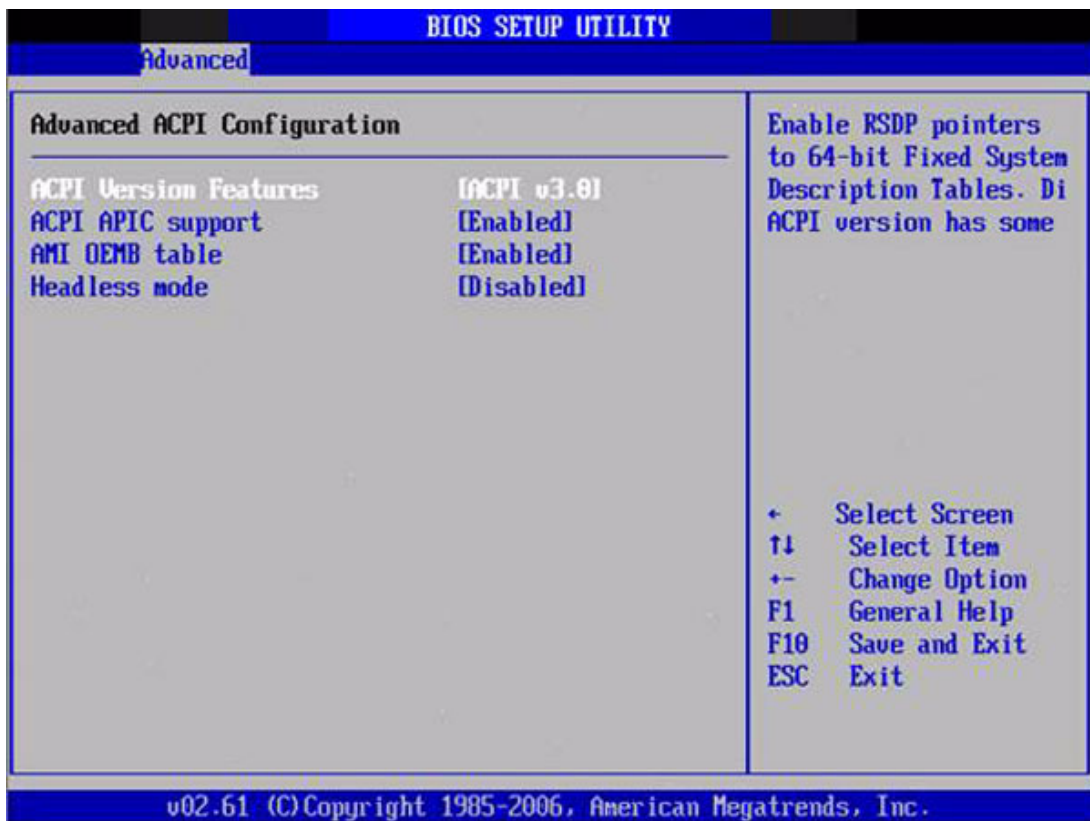 BIOS SETUP UTILITY
Advanced
Advanced ACPI Configuration
ACPI Version Features [ACPI v3.0]
ACPI APIC support [Enabled]
AMI OEMB table [Enabled]
Headless mode [Disabled]
Enable RSDP pointers
to 64-bit Fixed System
Description Tables. Di
ACPI version has some
← Select Screen
↑↓ Select Item
+- Change Option
F1 General Help
F10 Save and Exit
ESC Exit
v02.61 (C)Copyright 1985-2006, American Megatrends, Inc.